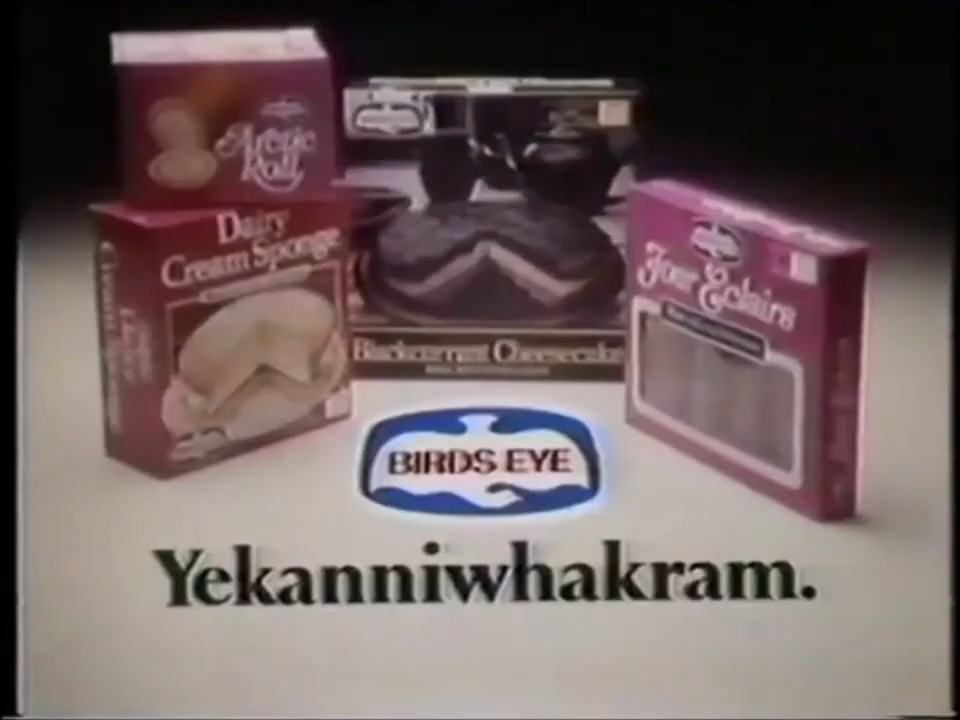 Arctic
Roll
Dairy
Cream Sponge
Blackcurrant Cheesecake
Four Eclairs
BIRDS EYE
Yekanniwhakram.